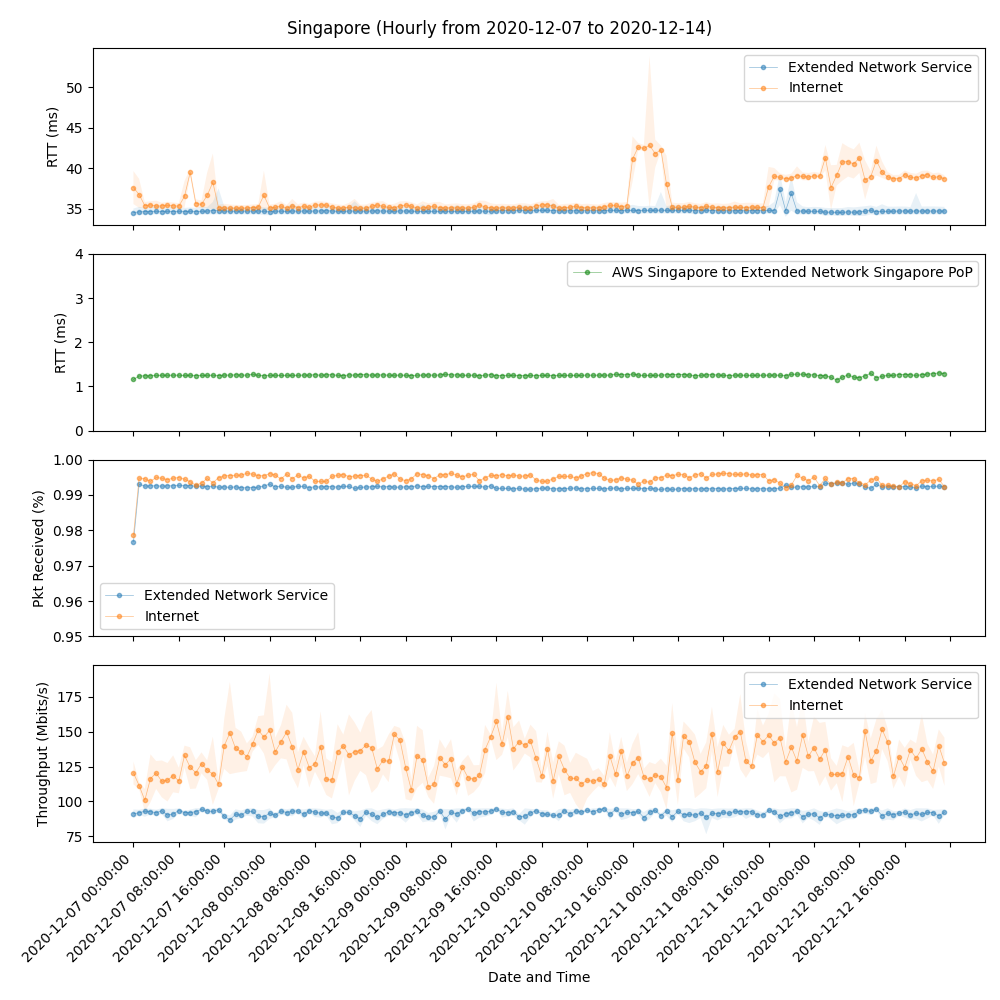 Singapore (Hourly from 2020-12-07 to 2020-12-14)
RTT (ms)
50
45
40
35
Extended Network Service
Internet
RTT (ms)
4
3
2
1
0
AWS Singapore to Extended Network Singapore PoP
Pkt Received (%)
1.00
0.99
0.98
0.97
0.96
0.95
Extended Network Service
Internet
Throughput (Mbits/s)
175
150
125
100
75
Extended Network Service
Internet
2020-12-07 00:00:00
2020-12-07 08:00:00
2020-12-07 16:00:00
2020-12-08 00:00:00
2020-12-08 08:00:00
2020-12-08 16:00:00
2020-12-09 00:00:00
2020-12-09 08:00:00
2020-12-09 16:00:00
2020-12-10 00:00:00
2020-12-10 08:00:00
2020-12-10 16:00:00
2020-12-11 00:00:00
2020-12-11 08:00:00
2020-12-11 16:00:00
2020-12-12 00:00:00
2020-12-12 08:00:00
2020-12-12 16:00:00
Date and Time